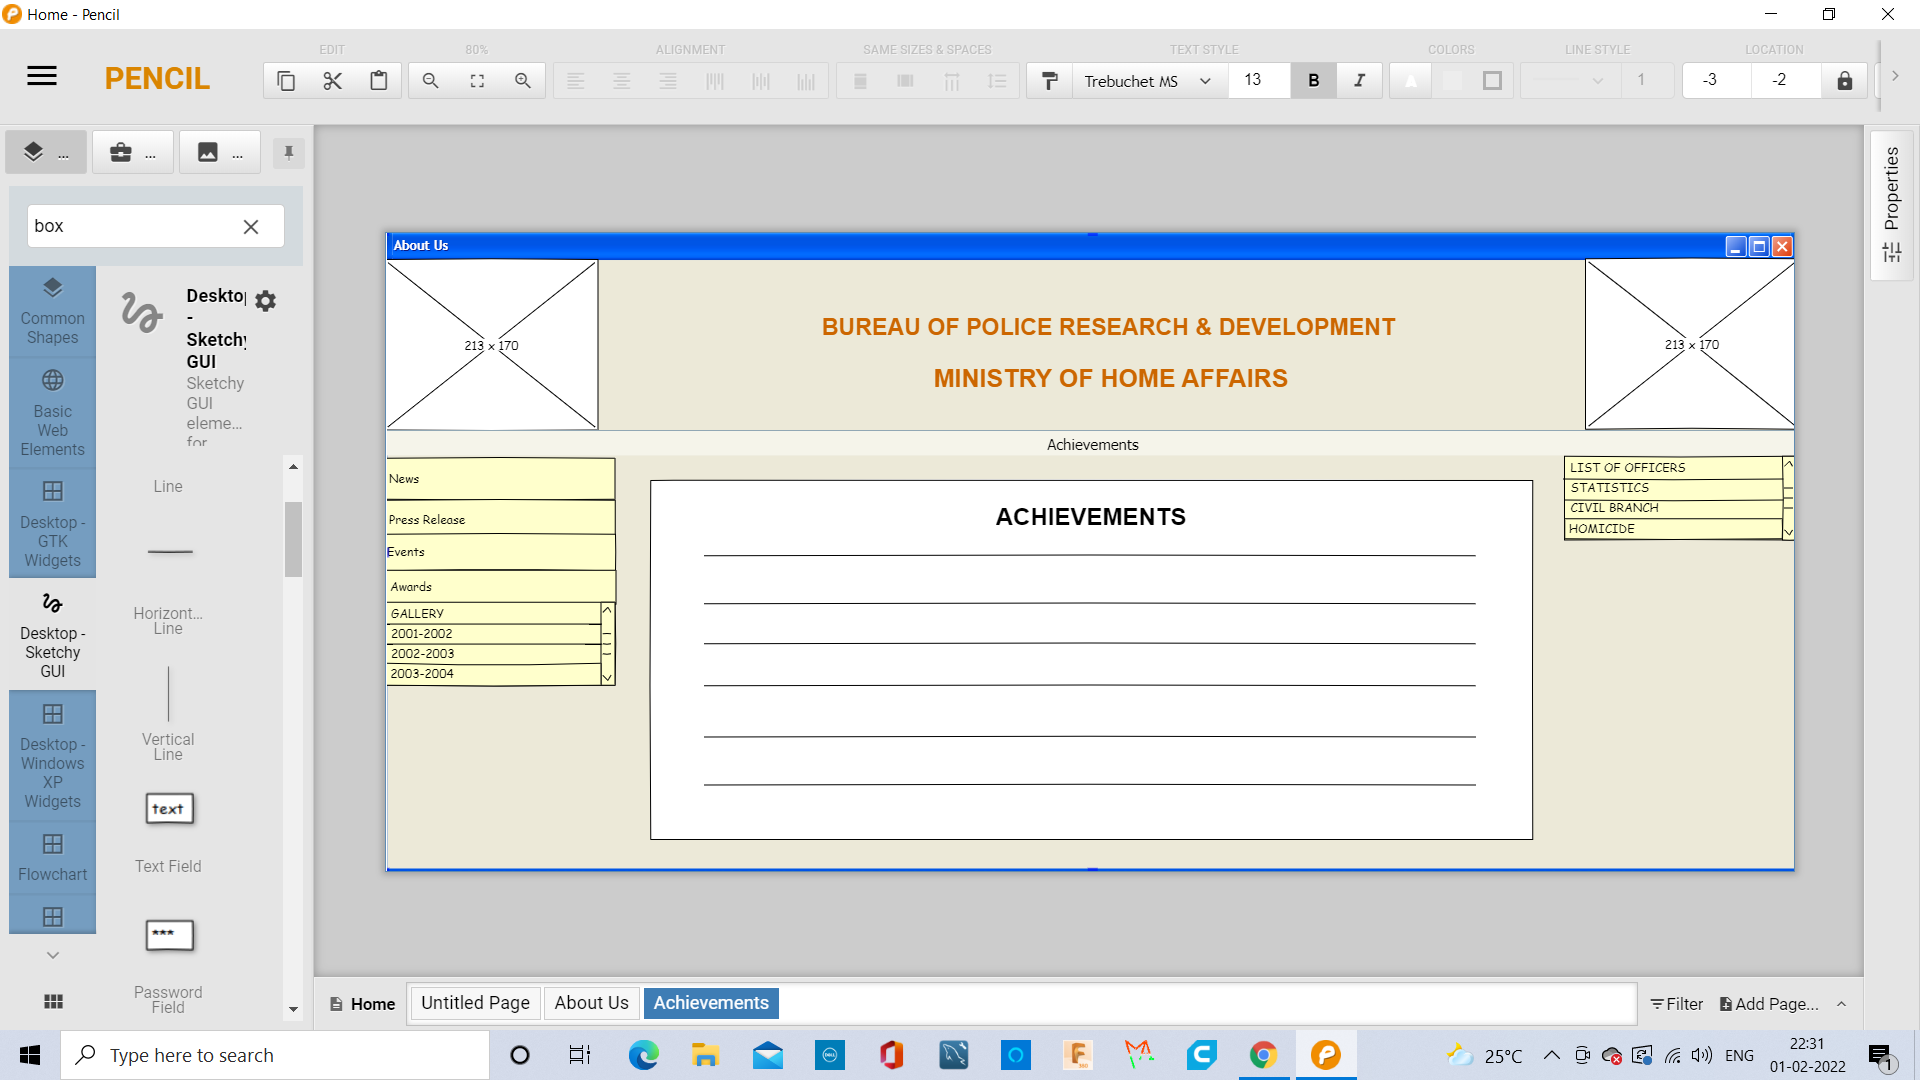 Home - Pencil
EDIT
80%
ALIGNMENT
SAME SIZES & SPACES
TEXT STYLE
COLORS
LINE STYLE
LOCATION
PENCIL
Trebuchet MS
13
B
I
A
1
-3
-2
...
...
...
box
Common
Shapes
Basic
Web
Elements
Desktop -
GTK
Widgets
Desktop -
Sketchy
GUI
Desktop -
Windows
XP
Widgets
Flowchart
-
Sketchy
GUI
Sketchy
GUI
eleme...
for
Line
Horizont...
Line
Vertical
Line
text
Text Field
***
Password
Field
About Us
213 x 170
BUREAU OF POLICE RESEARCH & DEVELOPMENT
MINISTRY OF HOME AFFAIRS
213 x 170
Achievements
News
Press Release
Events
Awards
GALLERY
2001-2002
2002-2003
2003-2004
ACHIEVEMENTS
LIST OF OFFICERS
STATISTICS
CIVIL BRANCH
HOMICIDE
Properties
Home
Untitled Page
About Us
Achievements
Filter
Add Page...
Type here to search
25°C
ENG
22:31
01-02-2022
1